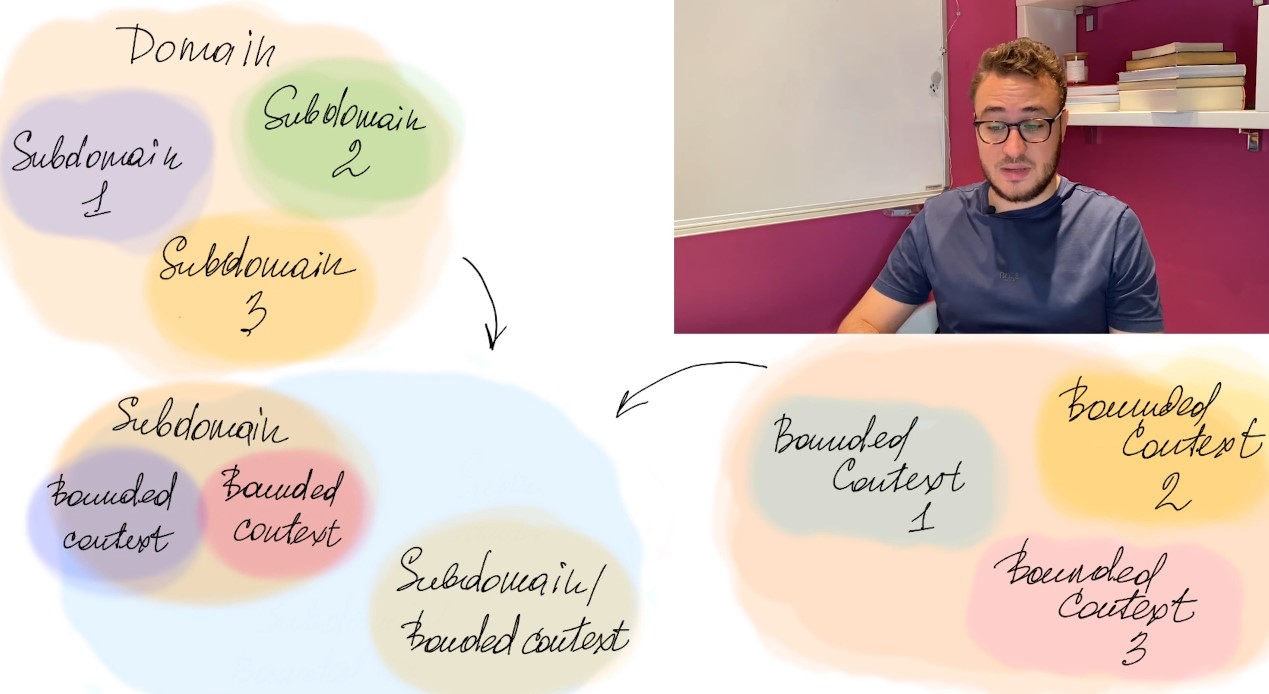 Domain
Subdomain
1
Subdomain
2
Subdomain
3
Subdomain
Bounded
context
Bounded
context
Subdomain/
Bouded context
Bounded
Context
1
Bounded
Context
2
Bounded
Context
3